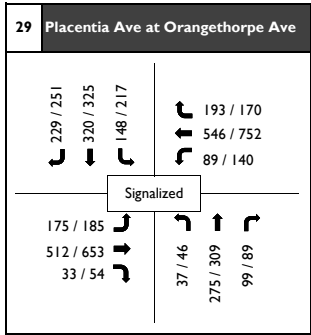 29 Placentia Ave at Orangethorpe Ave
229 / 251
320 / 325
148 / 217
193 / 170
546 / 752
89 / 140
Signalized
175 / 185
512 / 653
33 / 54
37 / 46
275 / 309
99 / 89